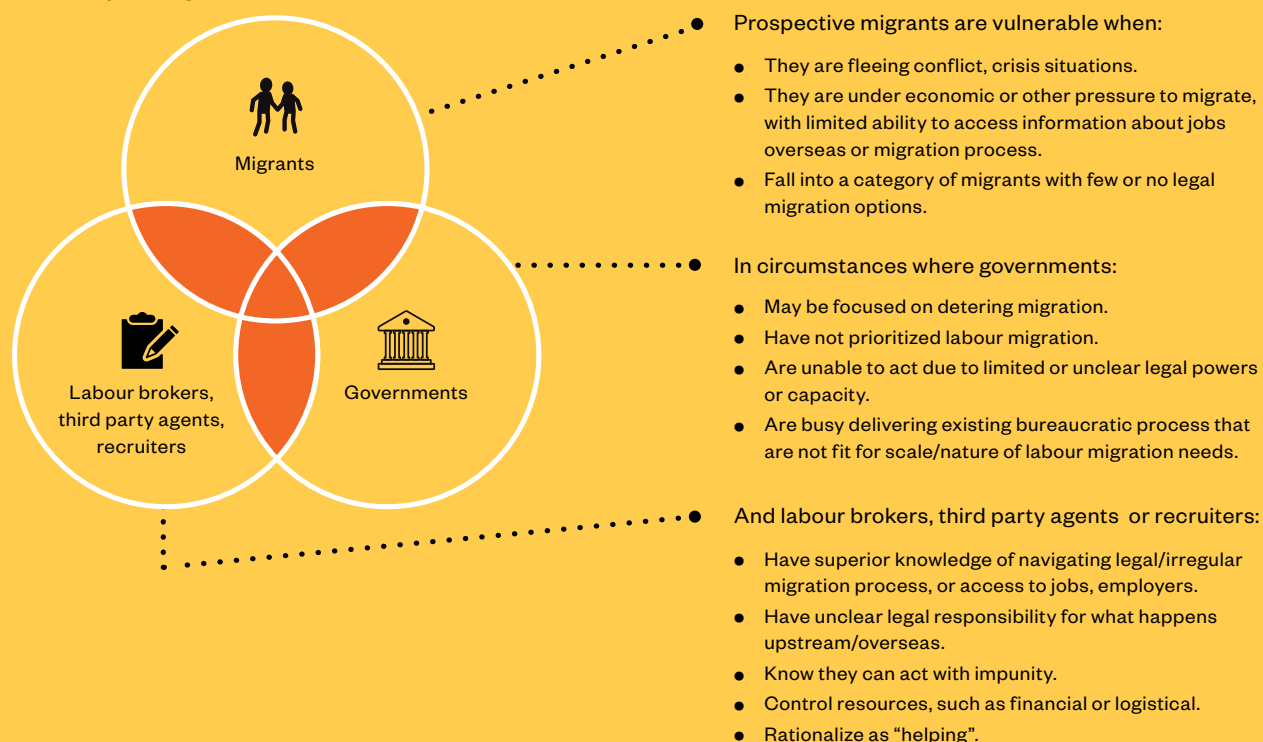 Migrants
Labour brokers,
third party agents,
recruiters
Governments
Prospective migrants are vulnerable when:
● They are fleeing conflict, crisis situations.
● They are under economic or other pressure to migrate,
with limited ability to access information about jobs
overseas or migration process.
● Fall into a category of migrants with few or no legal
migration options.
In circumstances where governments:
● May be focused on detering migration.
● Have not prioritized labour migration.
● Are unable to act due to limited or unclear legal powers
or capacity.
● Are busy delivering existing bureaucratic process that
are not fit for scale/nature of labour migration needs.
And labour brokers, third party agents or recruiters:
● Have superior knowledge of navigating legal/irregular
migration process, or access to jobs, employers.
● Have unclear legal responsibility for what happens
upstream/overseas.
● Know they can act with impunity.
● Control resources, such as financial or logistical.
● Rationalize as “helping”.